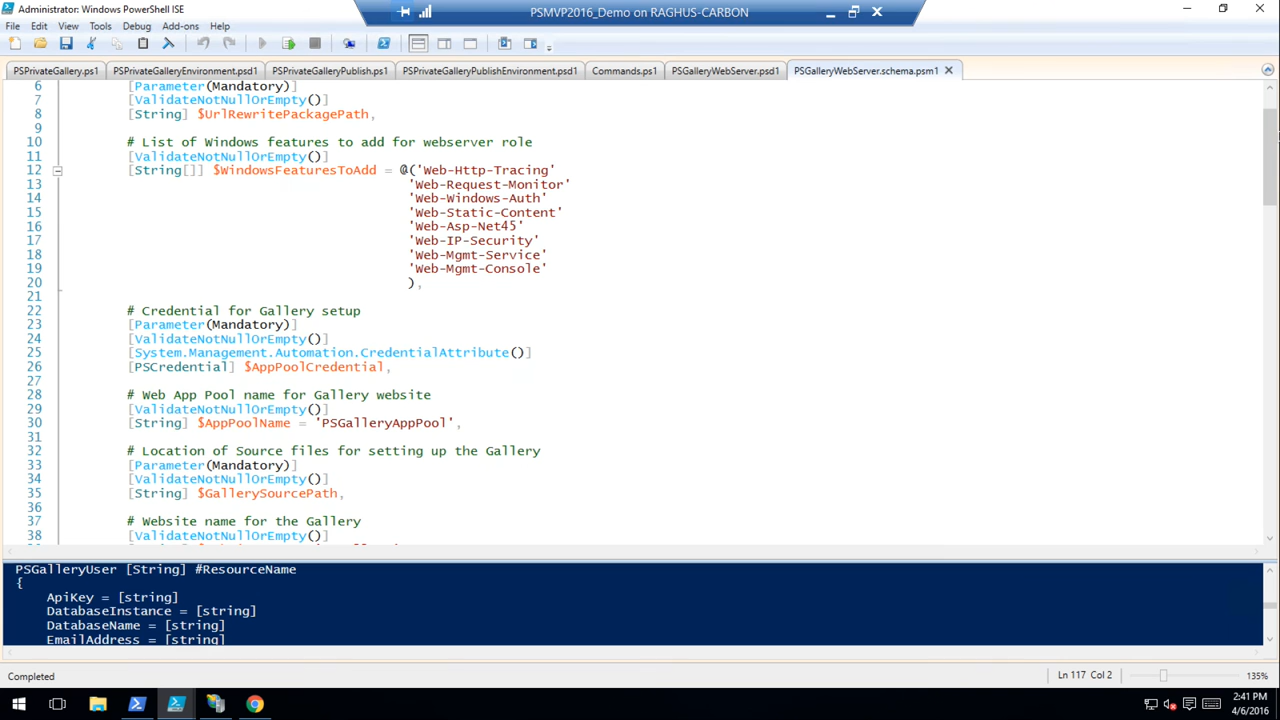 Administrator: Windows PowerShell ISE
PSMVP2016_Demo on RAGHUS-CARBON
File Edit View Tools Debug Add-ons Help
PSPrivateGallery.ps1 PSPrivateGalleryEnvironment.psd1 PSPrivateGalleryPublish.ps1 PSPrivateGalleryPublishEnvironment.psd1 Commands.ps1 PSGalleryWebServer.psd1 PSGalleryWebServer.schema.psm1
6 [Parameter(Mandatory)]
7 [ValidateNotNullOrEmpty()]
8 [String] $UrlRewritePackagePath,
9
10 # List of Windows features to add for webserver role
11 [ValidateNotNullOrEmpty()]
12 [String[]] $WindowsFeaturesToAdd = @('Web-Http-Tracing'
13 'Web-Request-Monitor'
14 'Web-Windows-Auth'
15 'Web-Static-Content'
16 'Web-Asp-Net45'
17 'Web-IP-Security'
18 'Web-Mgmt-Service'
19 'Web-Mgmt-Console'
20 ),
21
22 # Credential for Gallery setup
23 [Parameter(Mandatory)]
24 [ValidateNotNullOrEmpty()]
25 [System.Management.Automation.CredentialAttribute()]
26 [PSCredential] $AppPoolCredential,
27
28 # Web App Pool name for Gallery website
29 [ValidateNotNullOrEmpty()]
30 [String] $AppPoolName = 'PSGalleryAppPool',
31
32 # Location of Source files for setting up the Gallery
33 [Parameter(Mandatory)]
34 [ValidateNotNullOrEmpty()]
35 [String] $GallerySourcePath,
36
37 # Website name for the Gallery
38 [ValidateNotNullOrEmpty()]
PSGalleryUser [String] #ResourceName
{
ApiKey = [string]
DatabaseInstance = [string]
DatabaseName = [string]
EmailAddress = [string]
Completed
Ln 117 Col 2
135%
2:41 PM
4/6/2016